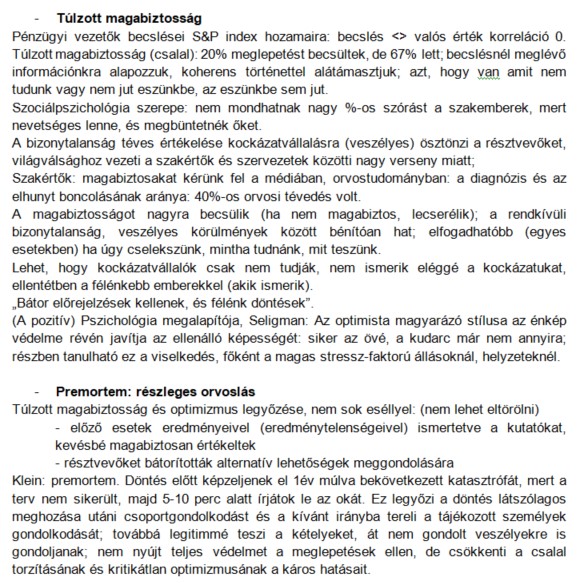 - Túlzott magabiztosság
Pénzügyi vezetők becslései S&P index hozamaira: becslés <> valós érték korreláció 0.
Túlzott magabiztosság (csalal): 20% meglepetést becsültek, de 67% lett; becslésnél meglévő
információnkra alapozzuk, koherens történettel alátámasztjuk; azt, hogy van amit nem
tudunk vagy nem jut eszünkbe, az eszünkbe sem jut.
Szociálpszichológia szerepe: nem mondhatnak nagy %-os szórást a szakemberek, mert
nevetséges lenne, és megbüntetnék őket.
A bizonytalanság téves értékelése kockázatvállalásra (veszélyes) ösztönzi a résztvevőket,
világválsághoz vezeti a szakértők és szervezetek közötti nagy verseny miatt;
Szakértők: magabiztosakat kérünk fel a médiában, orvostudományban: a diagnózis és az
elhunyt boncolásának aránya: 40%-os orvosi tévedés volt.
A magabiztosságot nagyra becsülik (ha nem magabiztos, lecserélik); a rendkívüli
bizonytalanság, veszélyes körülmények között bénítóan hat; elfogadhatóbb (egyes
esetekben) ha úgy cselekszünk, mintha tudnánk, mit teszünk.
Lehet, hogy kockázatvállalók csak nem tudják, nem ismerik eléggé a kockázatukat,
ellentétben a félénkebb emberekkel (akik ismerik).
„Bátor előrejelzések kellenek, és félénk döntések”.
(A pozitív) Pszichológia megalapítója, Seligman: Az optimista magyarázó stílusa az énkép
védelme révén javítja az ellenálló képességét: siker az övé, a kudarc már nem annyira;
részben tanulható ez a viselkedés, főként a magas stressz-faktorú állásoknál, helyzeteknél.
- Premortem: részleges orvoslás
Túlzott magabiztosság és optimizmus legyőzése, nem sok eséllyel: (nem lehet eltörölni)
- előző esetek eredményeivel (eredménytelenségeivel) ismertetve a kutatókat,
kevésbé magabiztosan értékeltek
- résztvevőket bátorították alternatív lehetőségek meggondolására
Klein: premortem. Döntés előtt képzeljenek el 1év múlva bekövetkezett katasztrófát, mert a
terv nem sikerült, majd 5-10 perc alatt írjátok le az okát. Ez legyőzi a döntés látszólagos
meghozása utáni csoportgondolkodást és a kívánt irányba tereli a tájékozott személyek
gondolkodását; továbbá legitimmé teszi a kételyeket, át nem gondolt veszélyekre is
gondoljanak; nem nyújt teljes védelmet a meglepetések ellen, de csökkenti a csalal
torzításának és kritikátlan optimizmusának a káros hatásait.